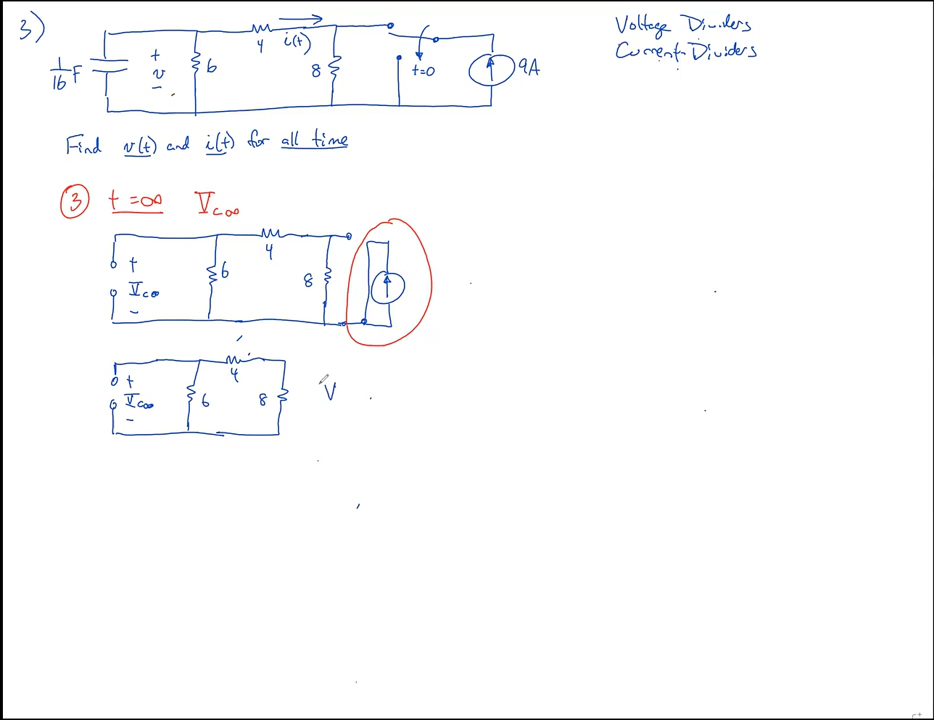 3)
4
i(t)
Voltage Dividers
Current Dividers
1/16 F
+
v
-
6
8
t=0
9A
Find v(t) and i(t) for all time
3 t=∞ Vc∞
4
+
Vc∞
-
6
8
4
+
Vc∞
-
6
8
V